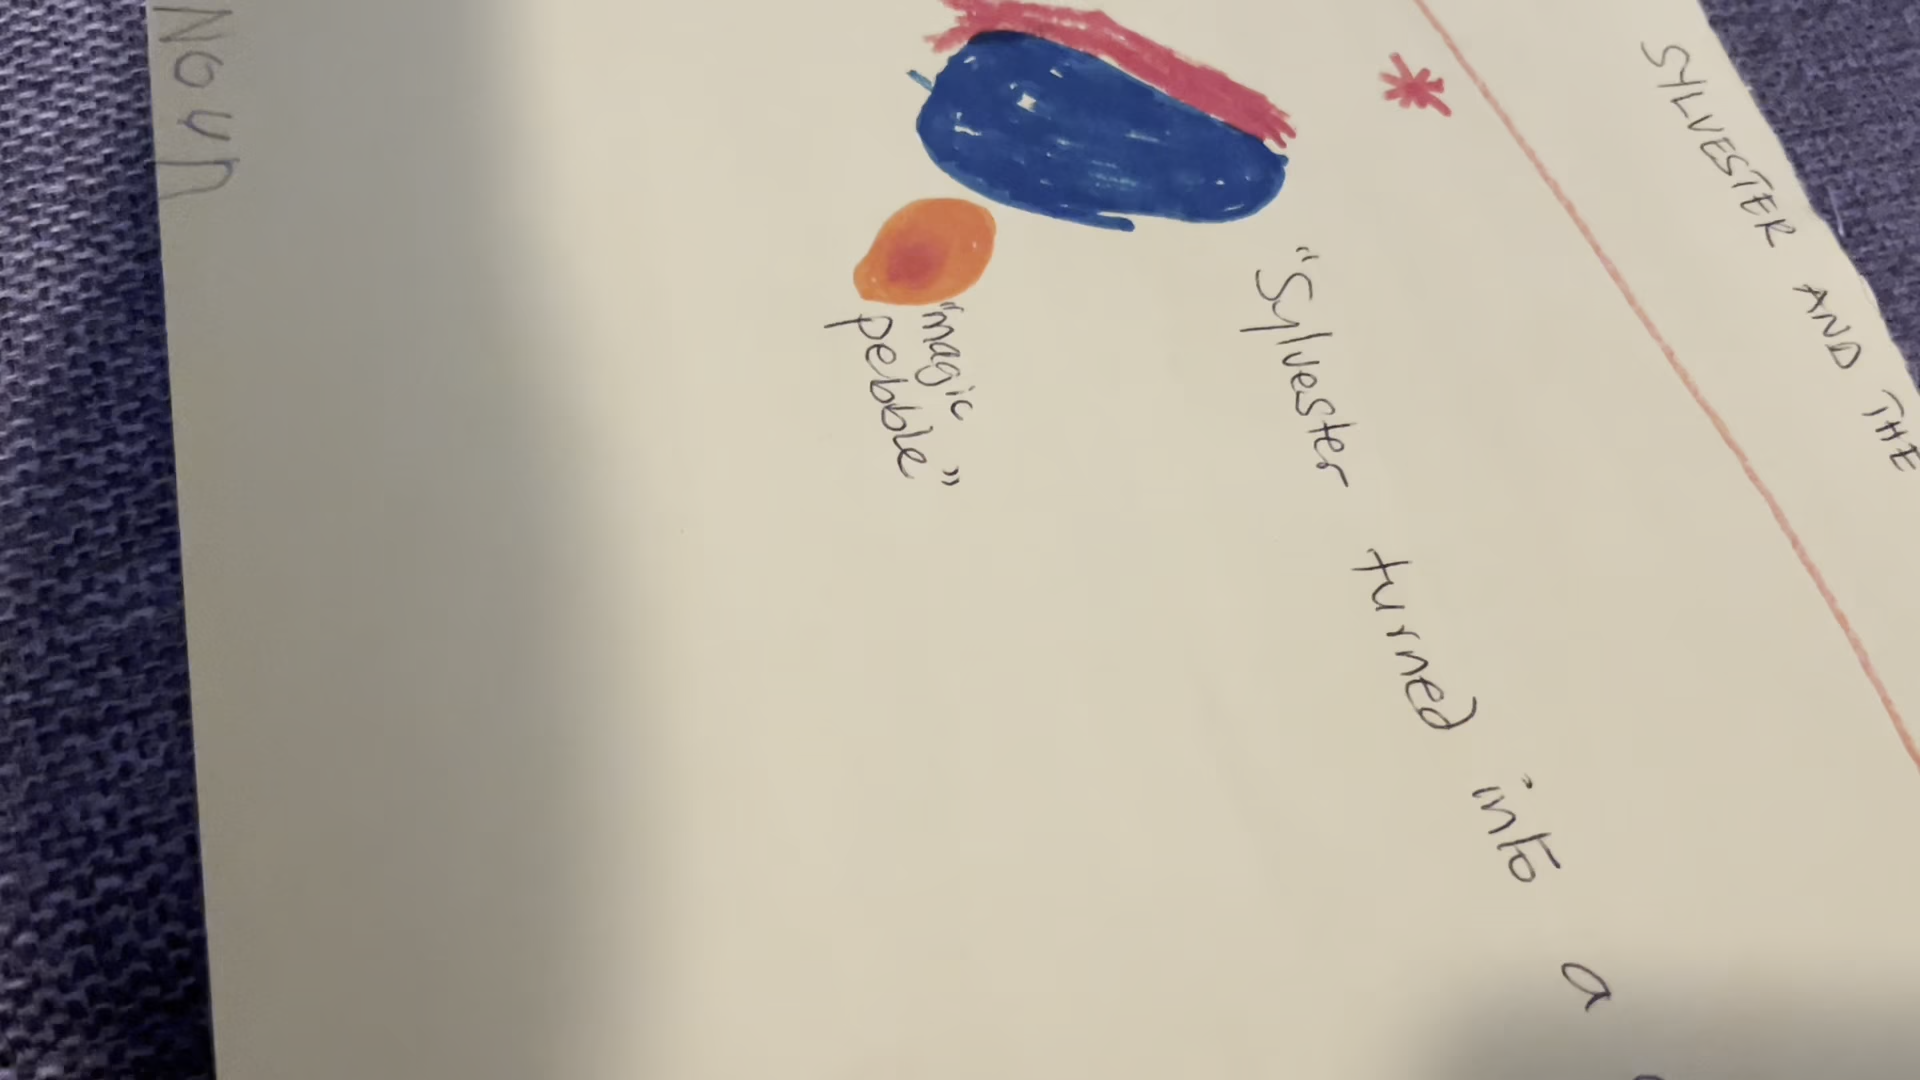 SYLVESTER AND THE
"Sylvester turned into a
"magic
pebble"
Noun